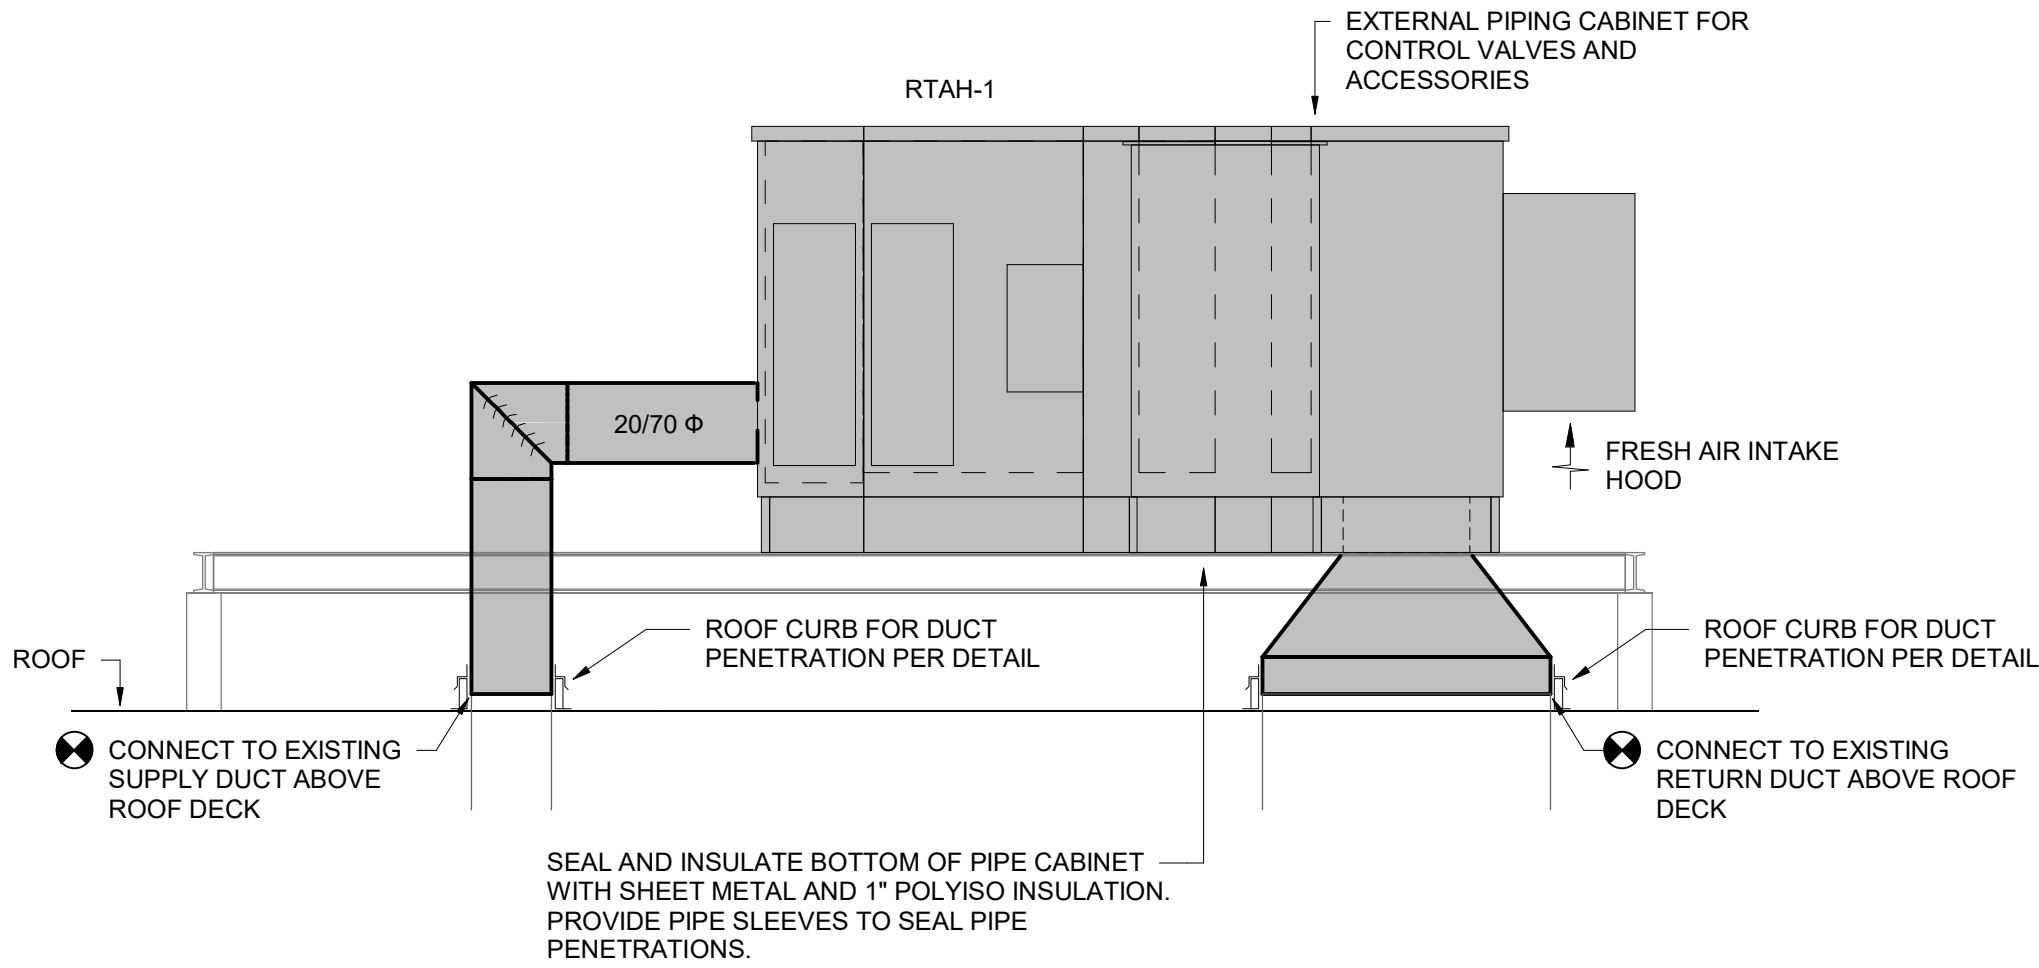 EXTERNAL PIPING CABINET FOR
CONTROL VALVES AND
ACCESSORIES
RTAH-1
20/70 Φ
FRESH AIR INTAKE
HOOD
ROOF CURB FOR DUCT
PENETRATION PER DETAIL
ROOF CURB FOR DUCT
PENETRATION PER DETAIL
ROOF
CONNECT TO EXISTING
SUPPLY DUCT ABOVE
ROOF DECK
CONNECT TO EXISTING
RETURN DUCT ABOVE ROOF
DECK
SEAL AND INSULATE BOTTOM OF PIPE CABINET
WITH SHEET METAL AND 1" POLYISO INSULATION.
PROVIDE PIPE SLEEVES TO SEAL PIPE
PENETRATIONS.